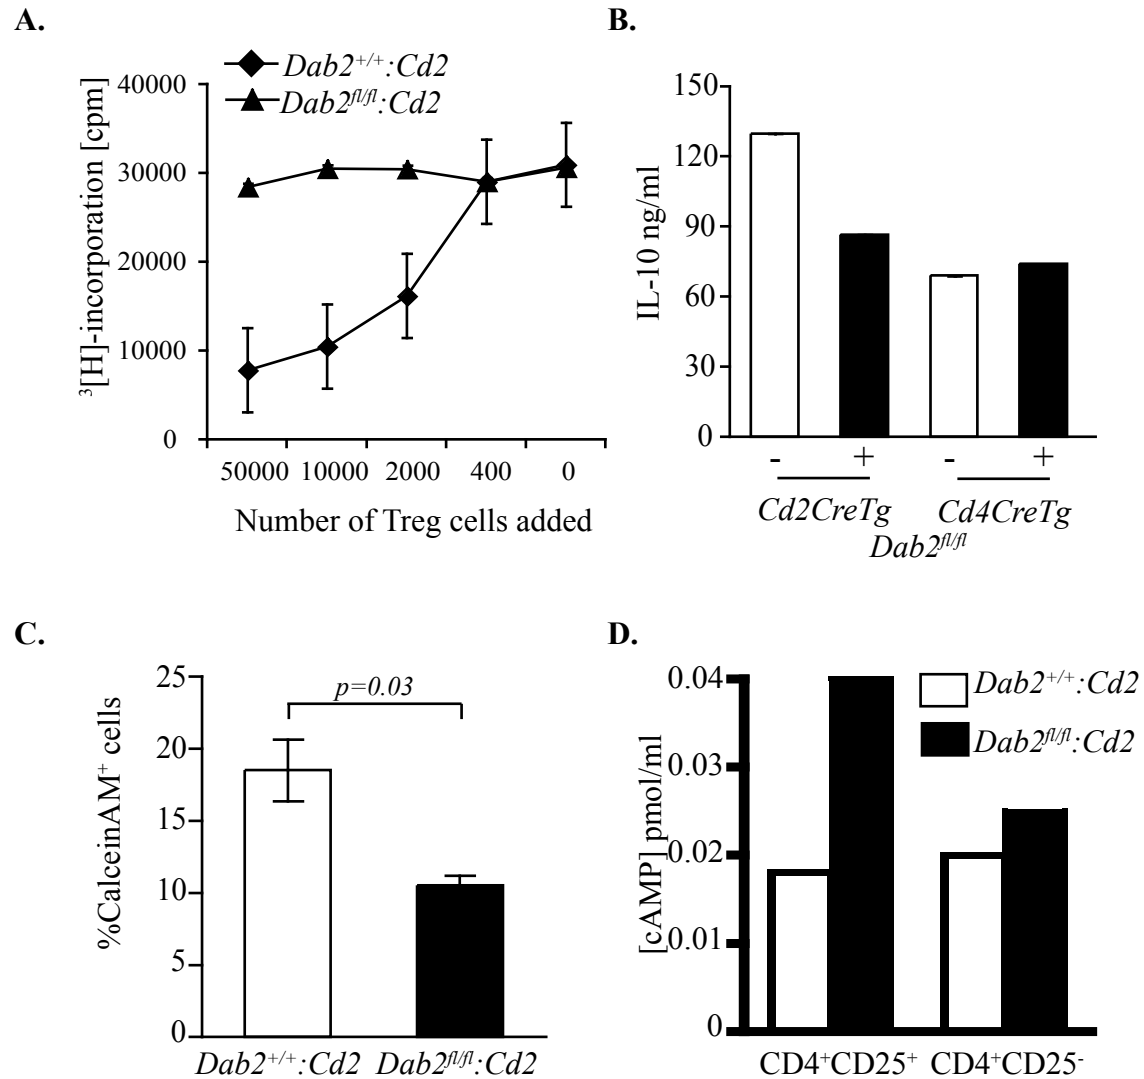 A.
Dab2+/+:Cd2
Dab2fl/fl:Cd2
3[H]-incorporation [cpm]
40000
30000
20000
10000
0
50000 10000 2000 400 0
Number of Treg cells added
B.
IL-10 ng/ml
150
120
90
60
30
0
- + - +
Cd2CreTg Cd4CreTg
Dab2fl/fl
C.
%CalceinAM+ cells
25
20
15
10
5
0
p=0.03
Dab2+/+:Cd2 Dab2fl/fl:Cd2
D.
[cAMP] pmol/ml
0.04
0.03
0.02
0.01
0
Dab2+/+:Cd2
Dab2fl/fl:Cd2
CD4+CD25+ CD4+CD25-